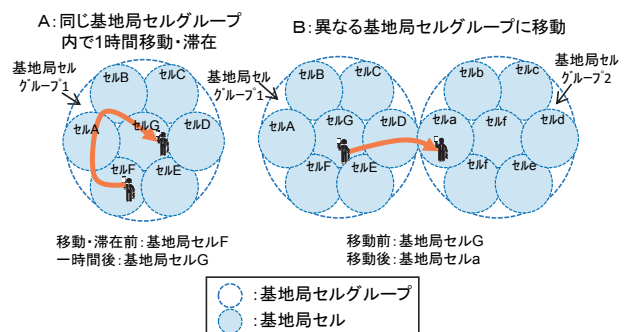 A:同じ基地局セルグループ
内で1時間移動・滞在
基地局セル
グループ1
セルB
セルC
セルA
セルG
セルD
セルF
セルE
移動・滞在前:基地局セルF
一時間後:基地局セルG
B:異なる基地局セルグループに移動
基地局セル
グループ1
セルB
セルC
セルA
セルG
セルD
セルF
セルE
セルb
セルc
セルa
セルf
セルd
セルf
セルe
基地局セル
グループ2
移動前:基地局セルG
移動後:基地局セルa
:基地局セルグループ
:基地局セル